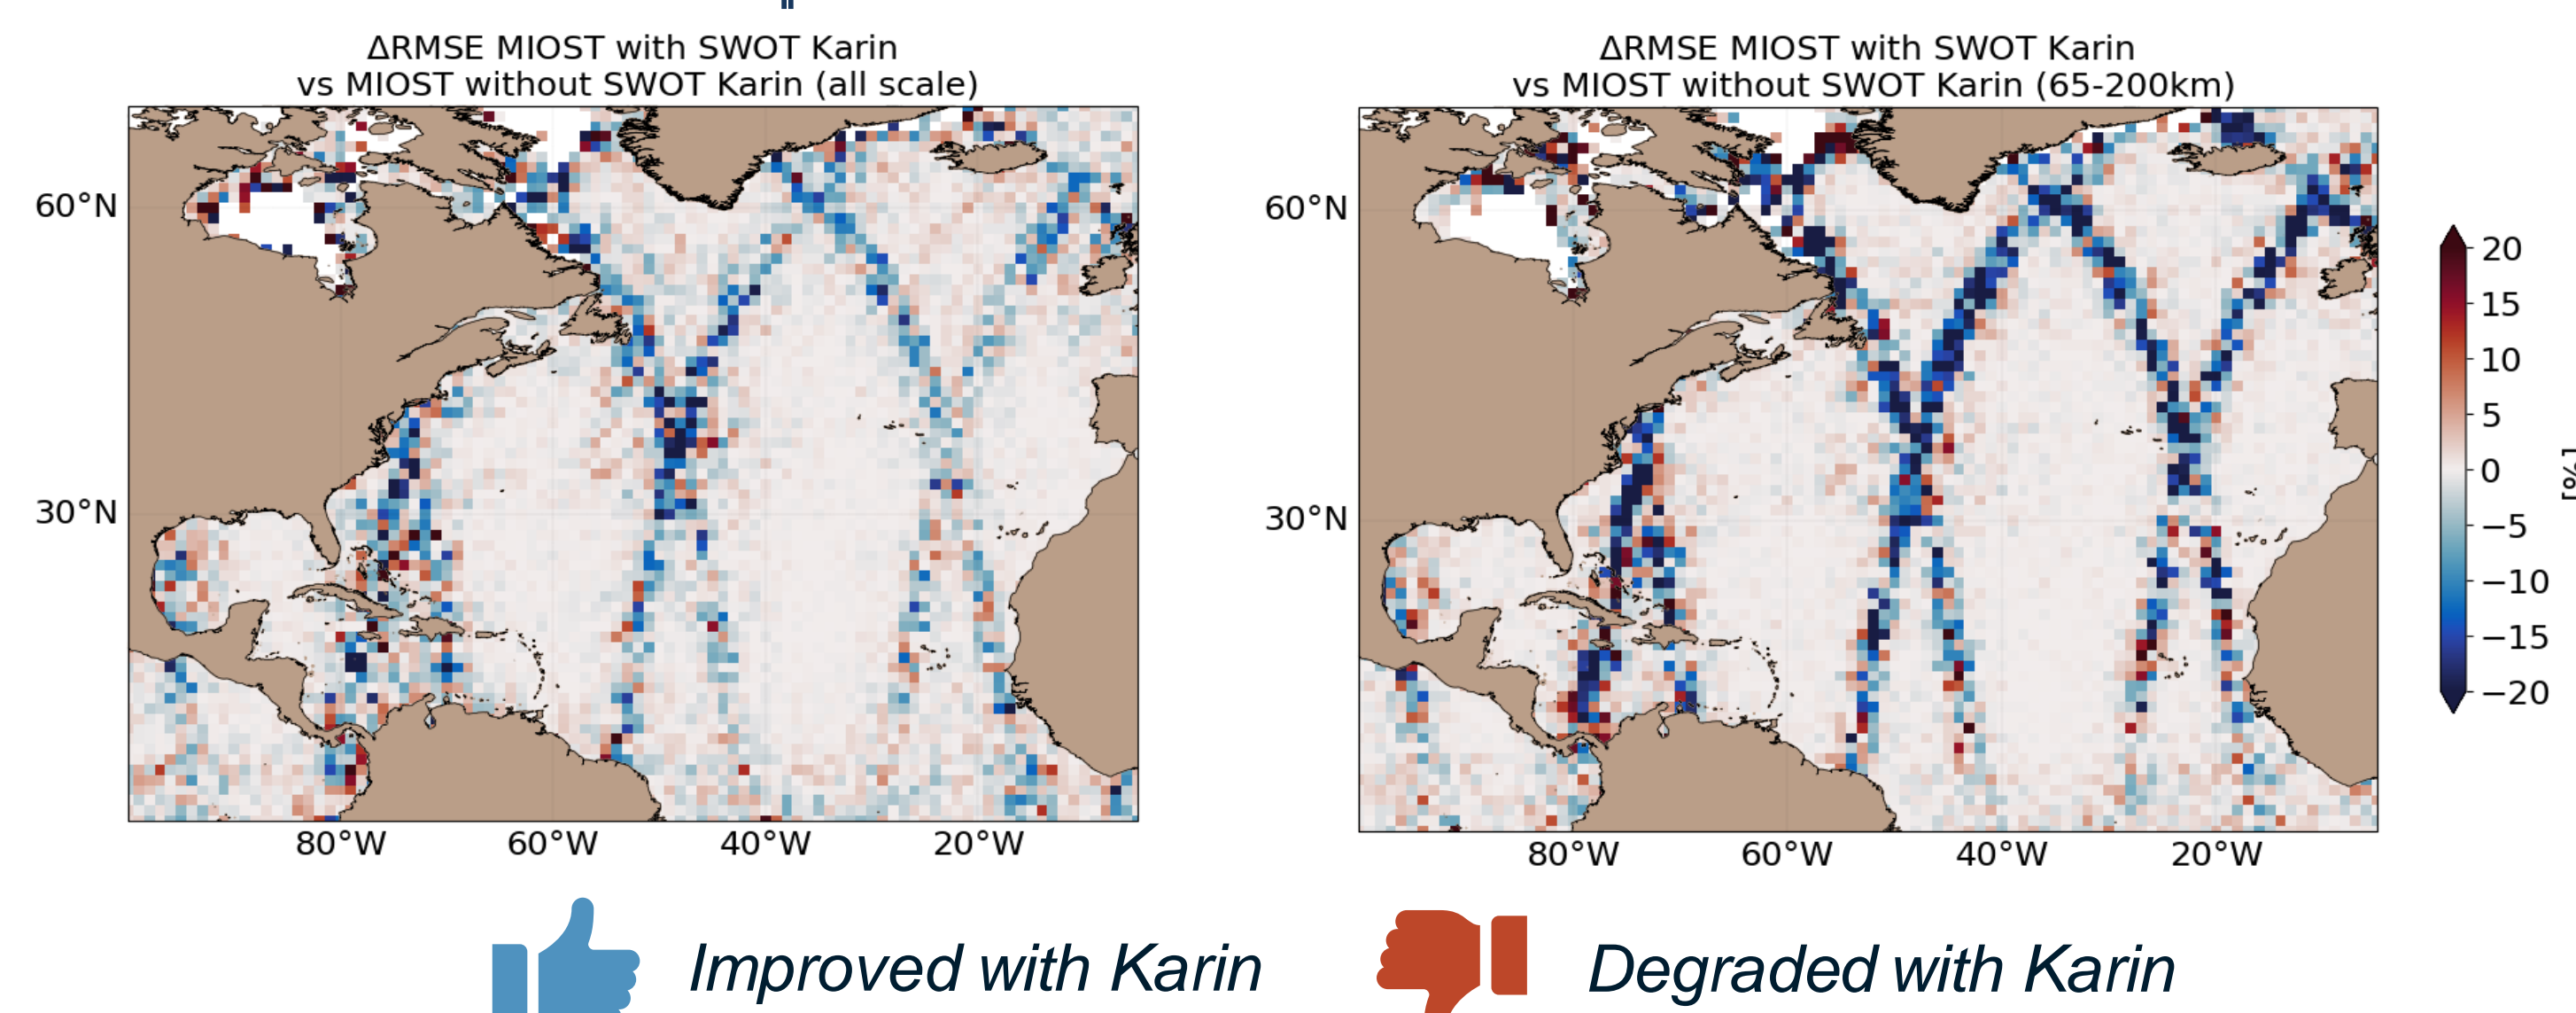 ΔRMSE MIOST with SWOT Karin
vs MIOST without SWOT Karin (all scale)
60°N
30°N
80°W 60°W 40°W 20°W
ΔRMSE MIOST with SWOT Karin
vs MIOST without SWOT Karin (65-200km)
60°N
30°N
80°W 60°W 40°W 20°W
20
15
10
5
0
−5
−10
−15
−20
[%]
Improved with Karin
Degraded with Karin